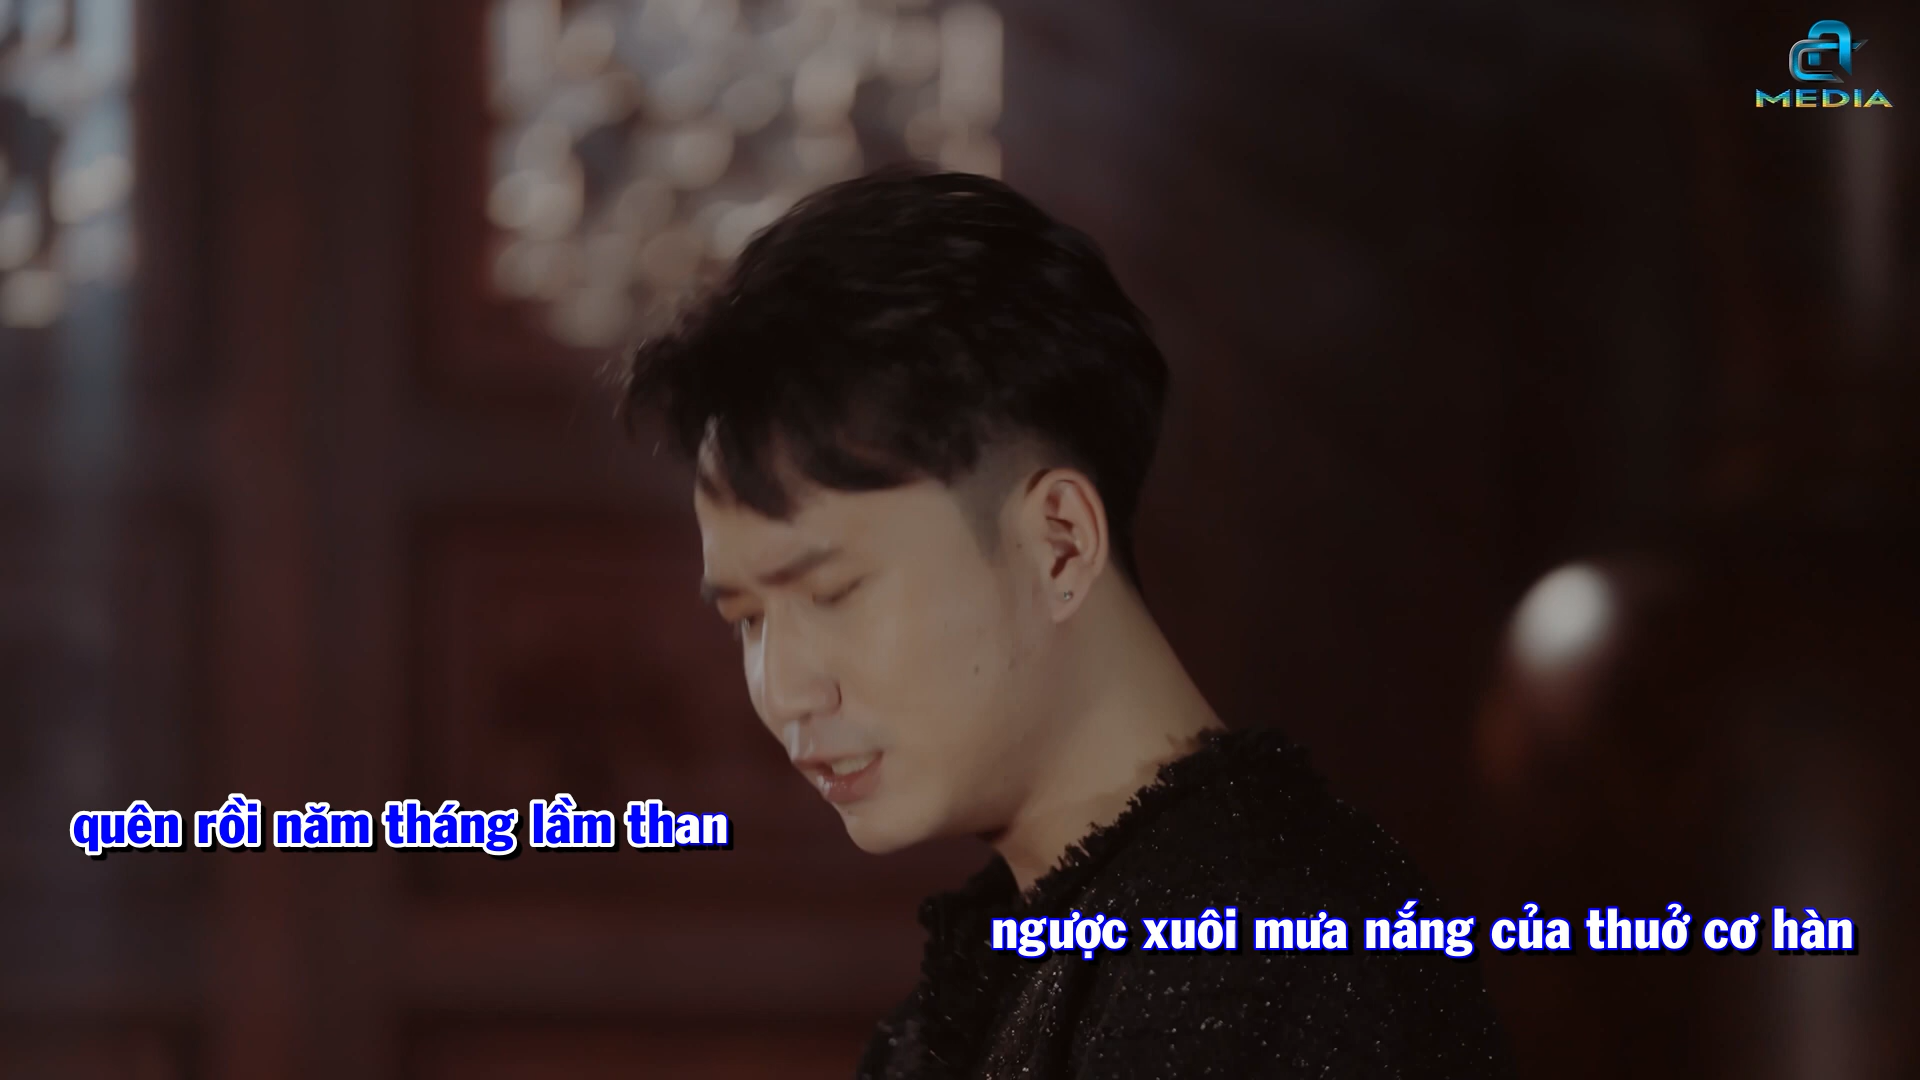 MEDIA
quên rồi năm tháng lầm than
ngược xuôi mưa nắng của thuở cơ hàn